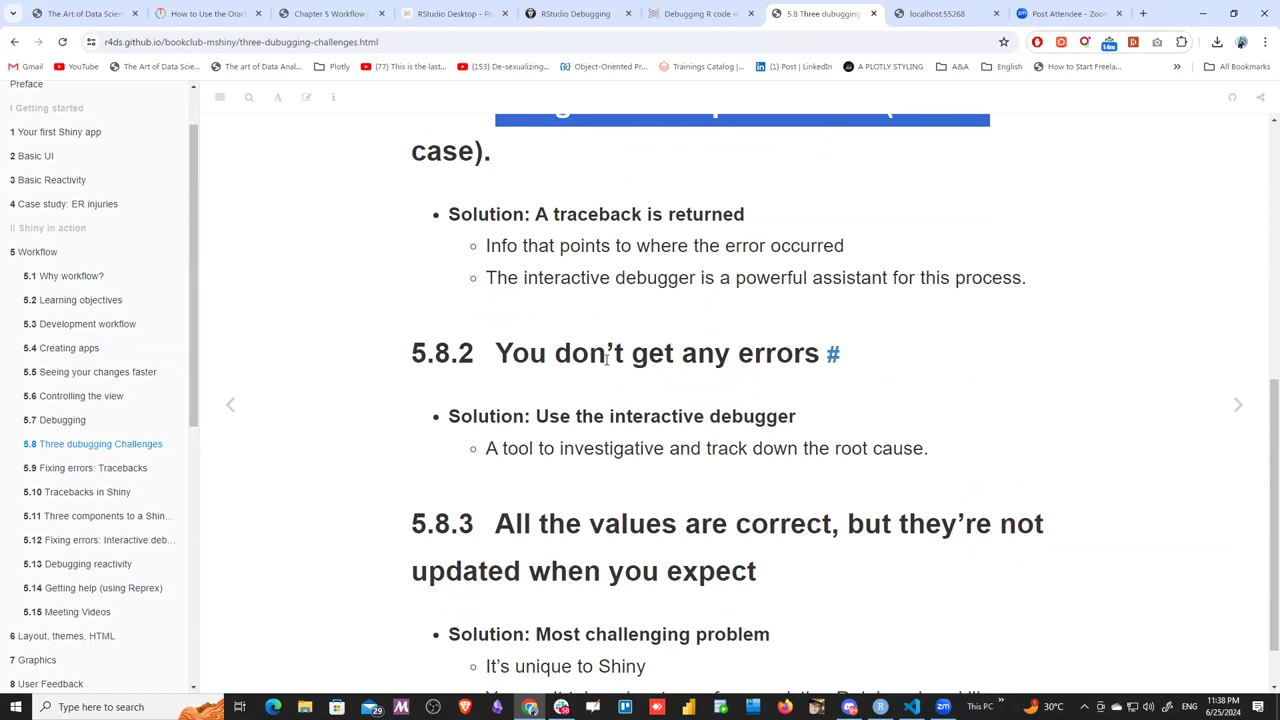 The Art of Data Scien
How to Use the Orac
Chapter 5 Workflow
RStudio Desktop - Po
RStudio Debugging
Debugging R code w
5.8 Three dubugging
localhost:55268
Post Attendee - Zoo
r4ds.github.io/bookclub-mshiny/three-dubugging-challenges.html
14m
Gmail
YouTube
The Art of Data Scie...
The art of Data Anal...
Plotly
(77) This is the last...
(153) De-sexualizing...
Object-Oriented Pr...
Trainings Catalog |...
(1) Post | LinkedIn
A PLOTLY STYLING
A&A
English
How to Start Freela...
All Bookmarks
Preface
I Getting started
1 Your first Shiny app
2 Basic UI
3 Basic Reactivity
4 Case study: ER injuries
II Shiny in action
5 Workflow
5.1 Why workflow?
5.2 Learning objectives
5.3 Development workflow
5.4 Creating apps
5.5 Seeing your changes faster
5.6 Controlling the view
5.7 Debugging
5.8 Three dubugging Challenges
5.9 Fixing errors: Tracebacks
5.10 Tracebacks in Shiny
5.11 Three components to a Shin...
5.12 Fixing errors: Interactive deb...
5.13 Debugging reactivity
5.14 Getting help (using Reprex)
5.15 Meeting Videos
6 Layout, themes, HTML
7 Graphics
8 User Feedback
case).
Solution: A traceback is returned
Info that points to where the error occurred
The interactive debugger is a powerful assistant for this process.
5.8.2 You don't get any errors #
Solution: Use the interactive debugger
A tool to investigative and track down the root cause.
5.8.3 All the values are correct, but they're not
updated when you expect
Solution: Most challenging problem
It's unique to Shiny
Type here to search
This PC
30°C
11:38 PM
6/25/2024